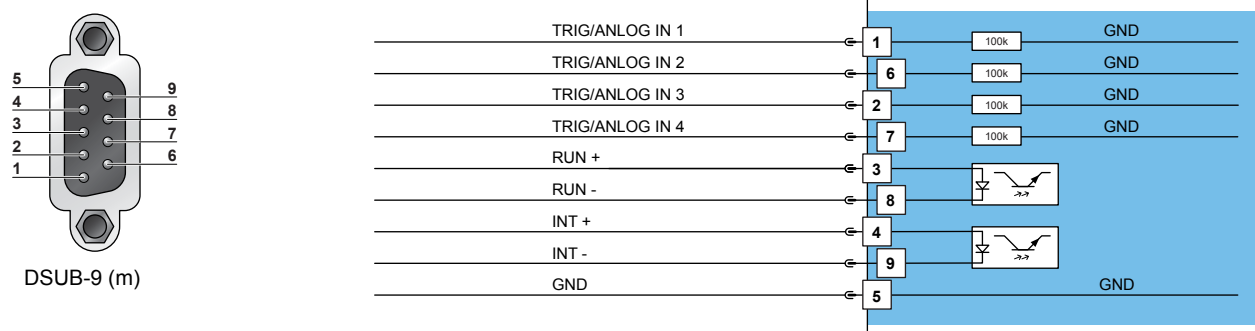 5
4
3
2
1
9
8
7
6
DSUB-9 (m)
TRIG/ANLOG IN 1 1 100k GND
TRIG/ANLOG IN 2 6 100k GND
TRIG/ANLOG IN 3 2 100k GND
TRIG/ANLOG IN 4 7 100k GND
RUN + 3
RUN - 8
INT + 4
INT - 9
GND 5 GND